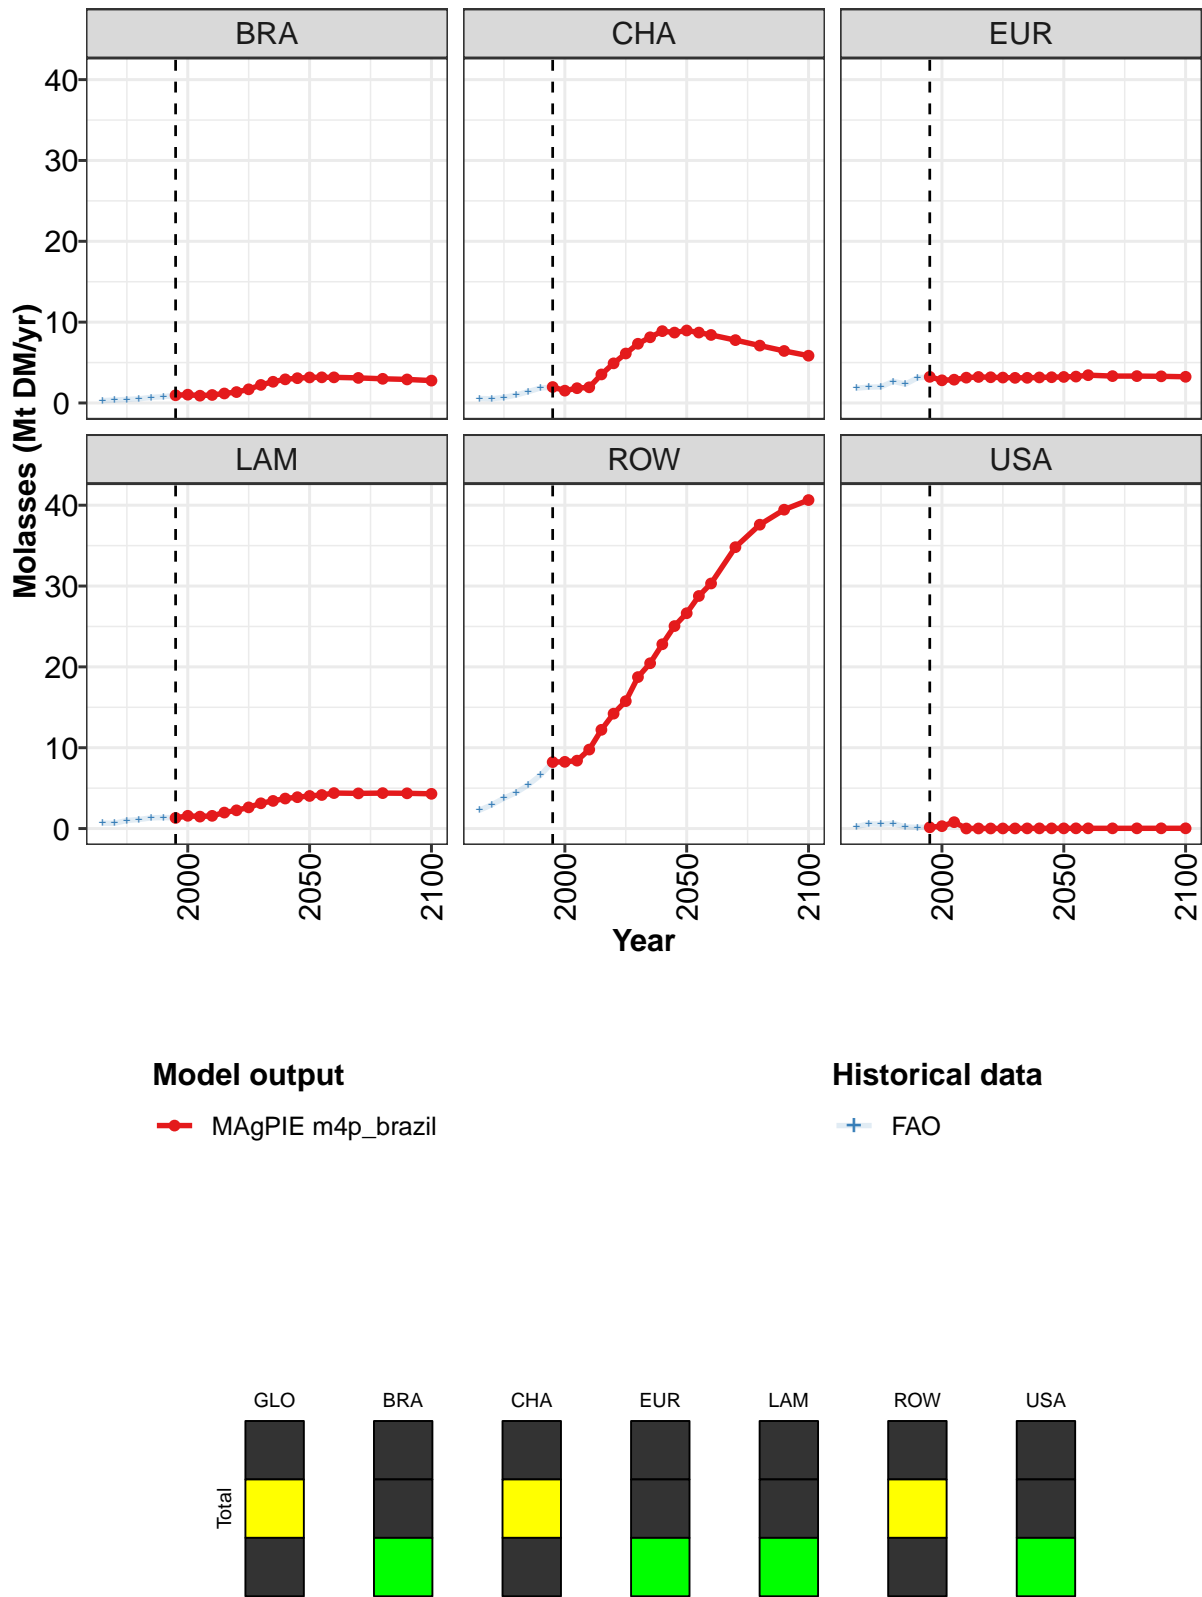 BRA
CHA
EUR
40
30
20
10
0
Molasses (Mt DM/yr)
LAM
ROW
USA
40
30
20
10
0
2000
2050
2100
2000
2050
2100
2000
2050
2100
Year
Model output
MAgPIE m4p_brazil
Historical data
FAO
GLO
BRA
CHA
EUR
LAM
ROW
USA
Total